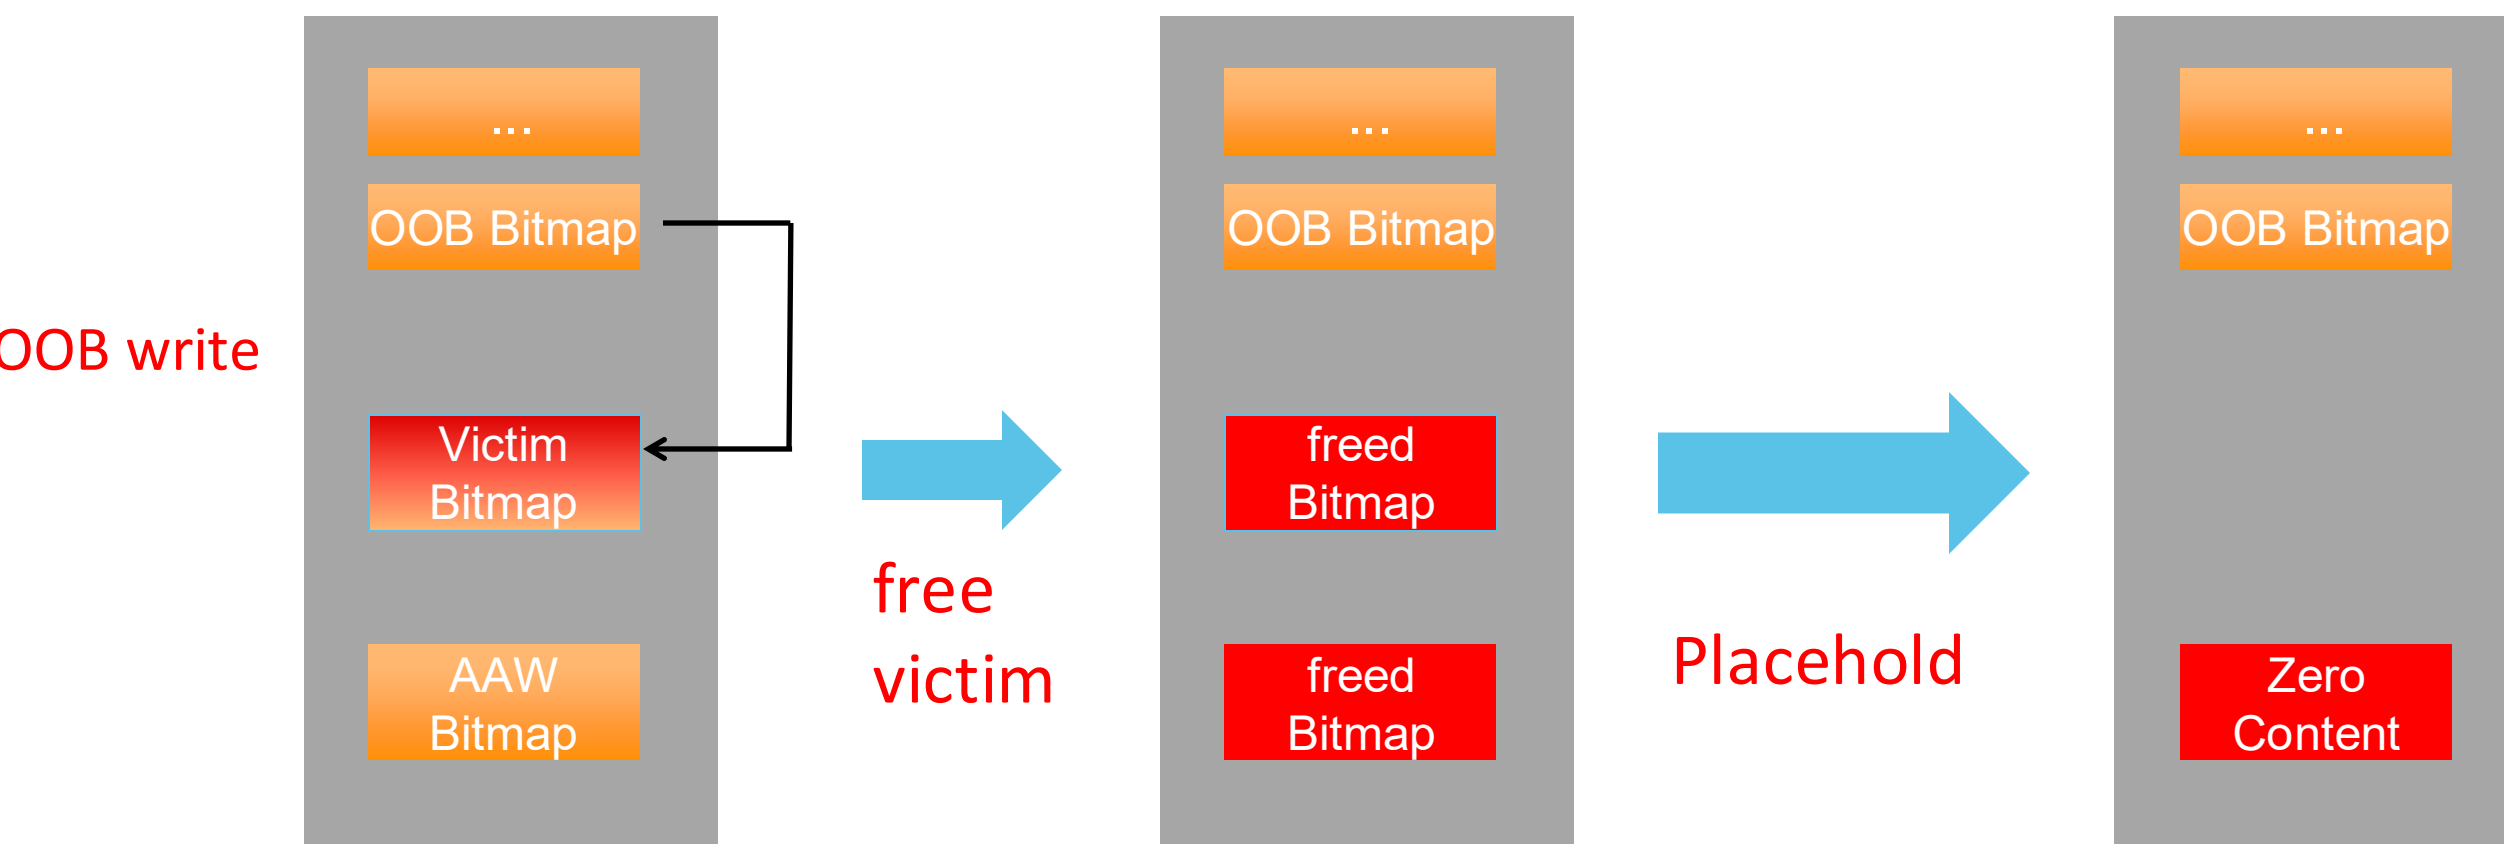 OOB write
...
OOB Bitmap
Victim
Bitmap
AAW
Bitmap
free
victim
...
OOB Bitmap
freed
Bitmap
freed
Bitmap
Placehold
...
OOB Bitmap
Zero
Content